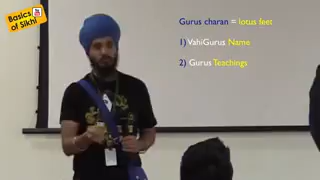 Basics
of Sikhi
Gurus charan = lotus feet
1) VahiGurus Name
2) Gurus Teachings